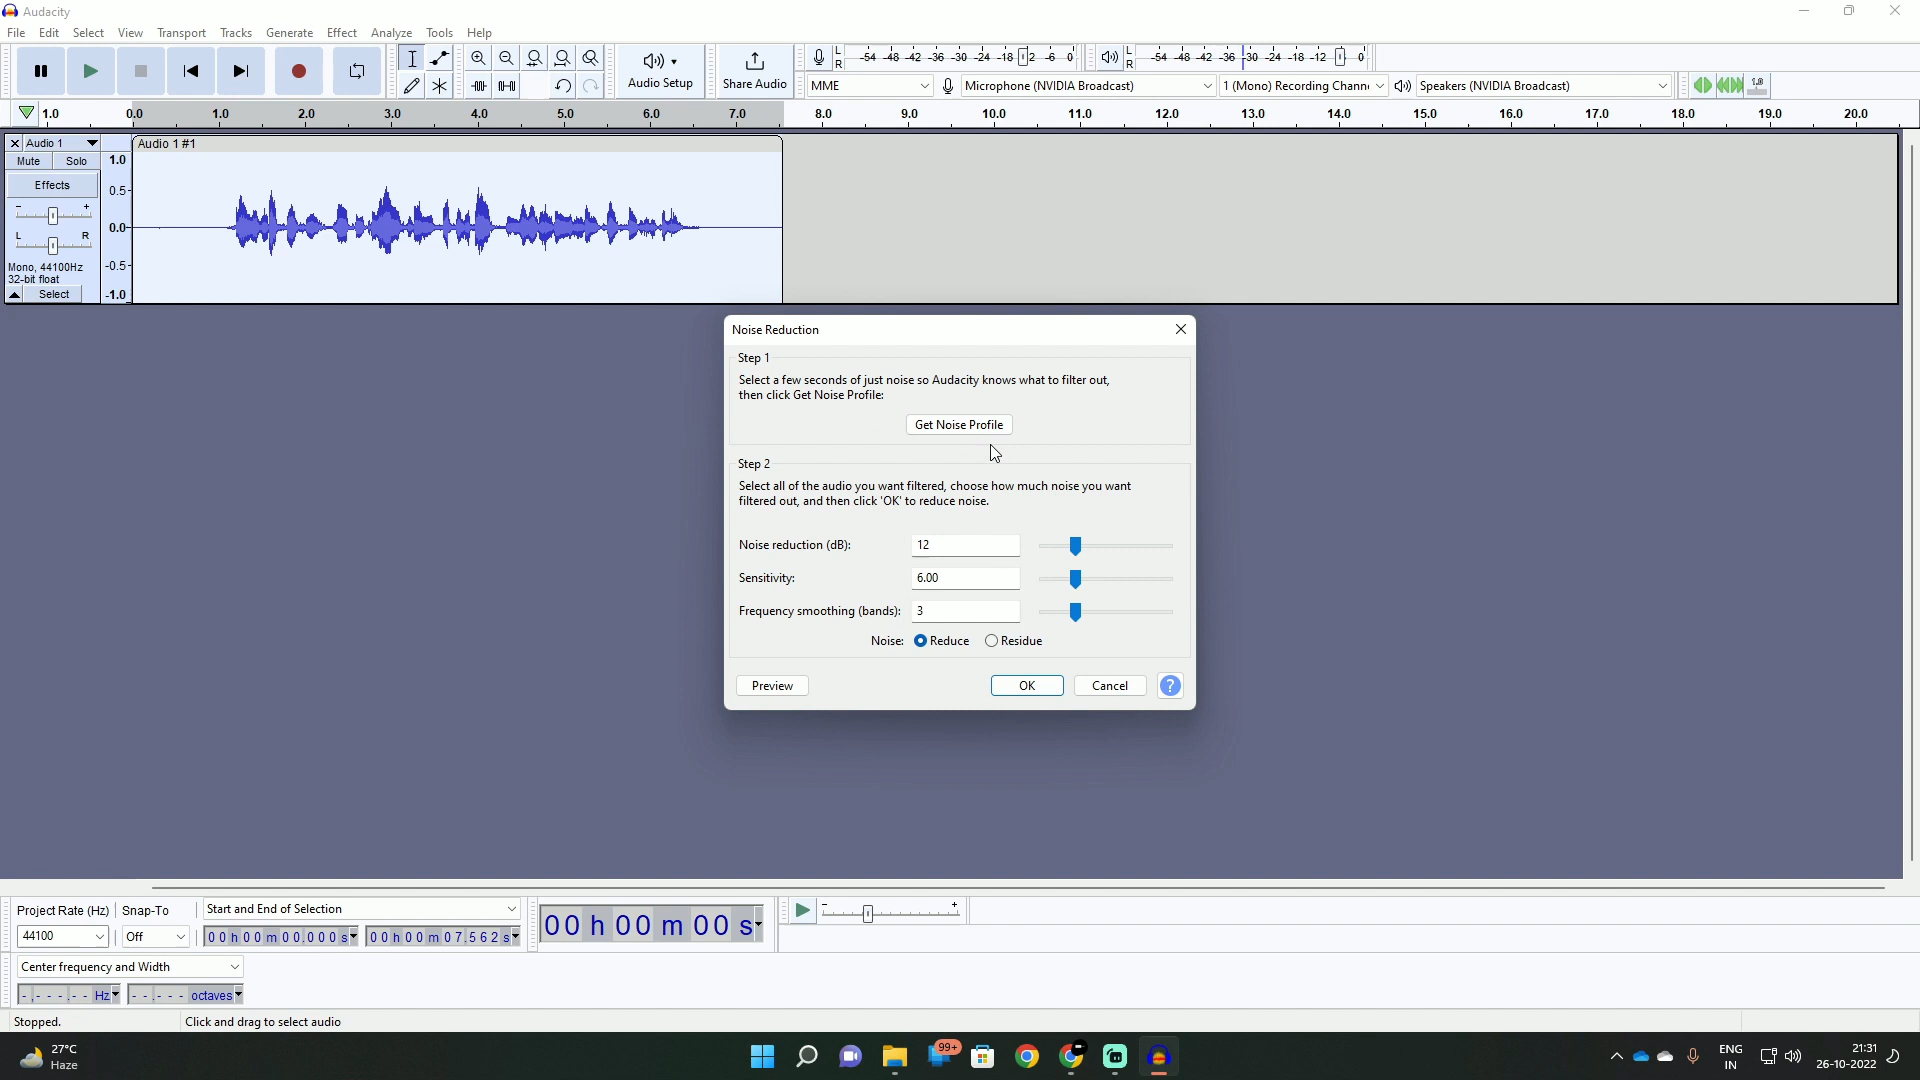 Audacity
File Edit Select View Transport Tracks Generate Effect Analyze Tools Help
Audio Setup Share Audio
L -54 -48 -42 -36 -30 -24 -18 -12 -6 0 L -54 -48 -42 -36 -30 -24 -18 -12 0
R R
MME Microphone (NVIDIA Broadcast) 1 (Mono) Recording Chann Speakers (NVIDIA Broadcast) 1.0
1.0 0.0 1.0 2.0 3.0 4.0 5.0 6.0 7.0 8.0 9.0 10.0 11.0 12.0 13.0 14.0 15.0 16.0 17.0 18.0 19.0 20.0
Audio 1 Audio 1 #1
Mute Solo 1.0
Effects 0.5
- +
0.0
L R
Mono, 44100Hz -0.5
32-bit float
Select -1.0
Noise Reduction
Step 1
Select a few seconds of just noise so Audacity knows what to filter out,
then click Get Noise Profile:
Get Noise Profile
Step 2
Select all of the audio you want filtered, choose how much noise you want
filtered out, and then click 'OK' to reduce noise.
Noise reduction (dB): 12
Sensitivity: 6.00
Frequency smoothing (bands): 3
Noise: Reduce Residue
Preview OK Cancel ?
Project Rate (Hz) Snap-To Start and End of Selection
44100 Off 00 h 00 m 00.000 s 00 h 00 m 07.562 s 00 h 00 m 00 s - +
Center frequency and Width
-,---.-- Hz --.--- octaves
Stopped. Click and drag to select audio
27°C
Haze
99+
ENG
IN
21:31
26-10-2022